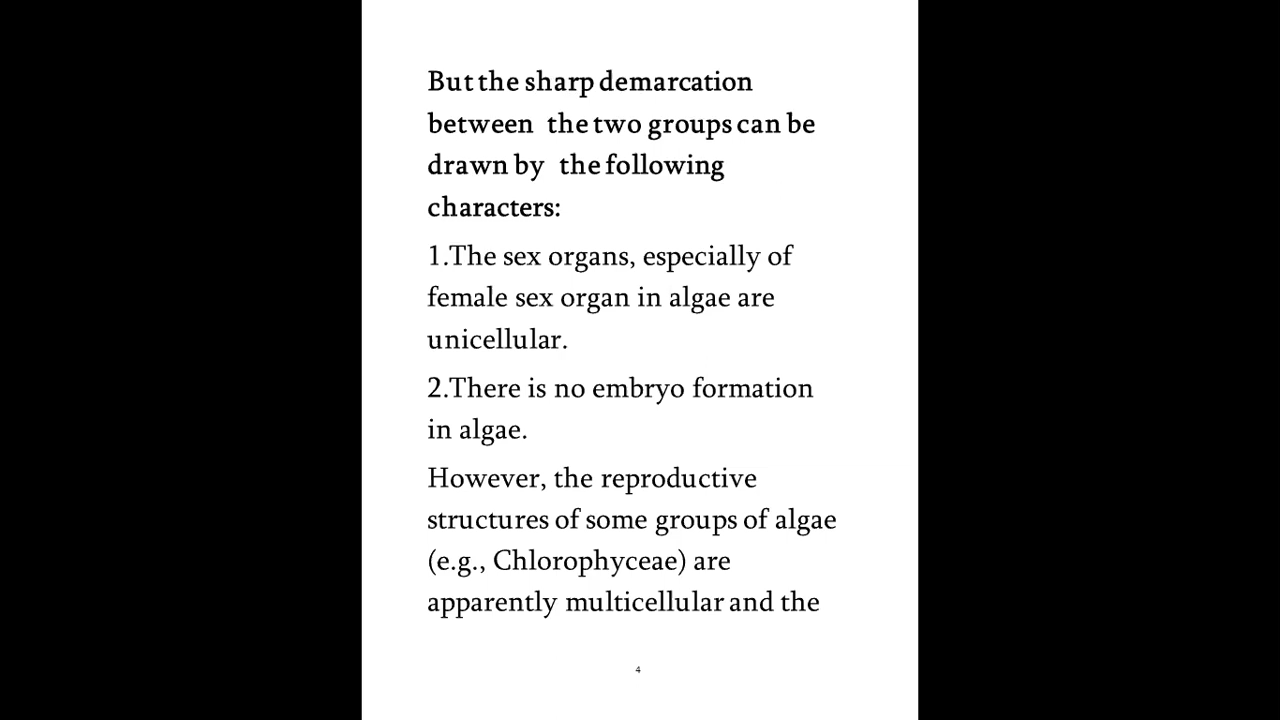 But the sharp demarcation
between the two groups can be
drawn by the following
characters:
1.The sex organs, especially of
female sex organ in algae are
unicellular.
2.There is no embryo formation
in algae.
However, the reproductive
structures of some groups of algae
(e.g., Chlorophyceae) are
apparently multicellular and the
4